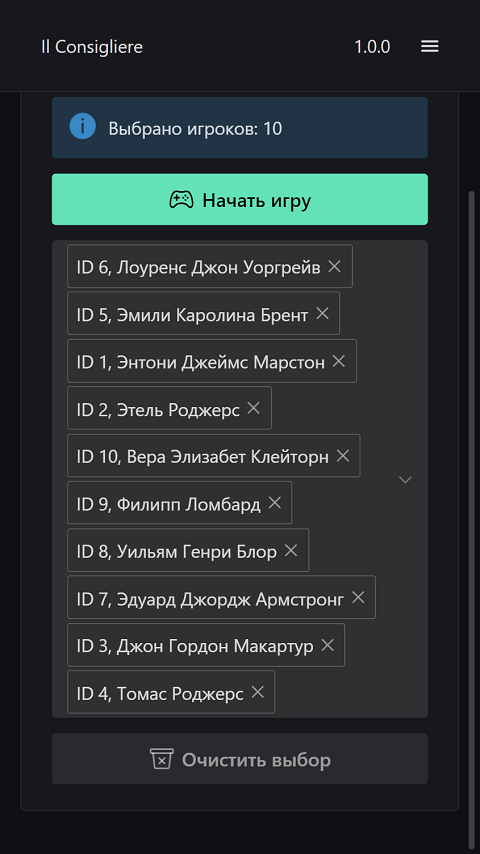 Il Consigliere 1.0.0
Выбрано игроков: 10
Начать игру
ID 6, Лоуренс Джон Уоргрейв
ID 5, Эмили Каролина Брент
ID 1, Энтони Джеймс Марстон
ID 2, Этель Роджерс
ID 10, Вера Элизабет Клейторн
ID 9, Филипп Ломбард
ID 8, Уильям Генри Блор
ID 7, Эдуард Джордж Армстронг
ID 3, Джон Гордон Макартур
ID 4, Томас Роджерс
Очистить выбор